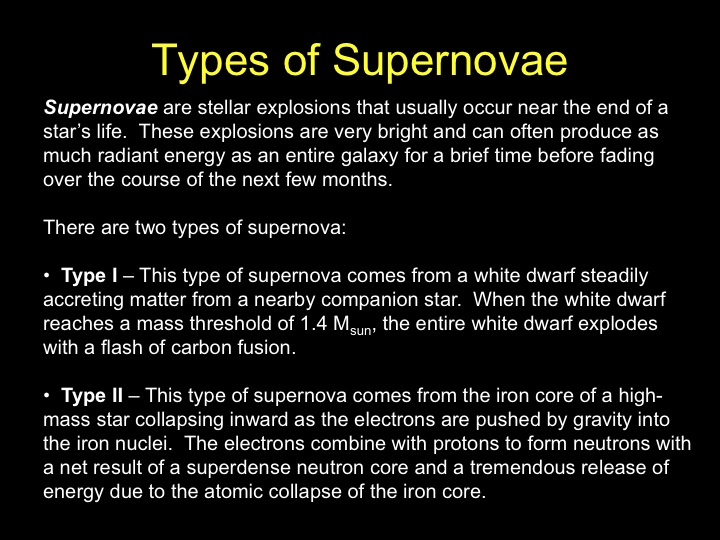 Types of Supernovae
Supernovae are stellar explosions that usually occur near the end of a
star’s life.  These explosions are very bright and can often produce as
much radiant energy as an entire galaxy for a brief time before fading
over the course of the next few months.
There are two types of supernova:
•  Type I – This type of supernova comes from a white dwarf steadily
accreting matter from a nearby companion star.  When the white dwarf
reaches a mass threshold of 1.4 Msun, the entire white dwarf explodes
with a flash of carbon fusion.
•  Type II – This type of supernova comes from the iron core of a high-
mass star collapsing inward as the electrons are pushed by gravity into
the iron nuclei.  The electrons combine with protons to form neutrons with
a net result of a superdense neutron core and a tremendous release of
energy due to the atomic collapse of the iron core.